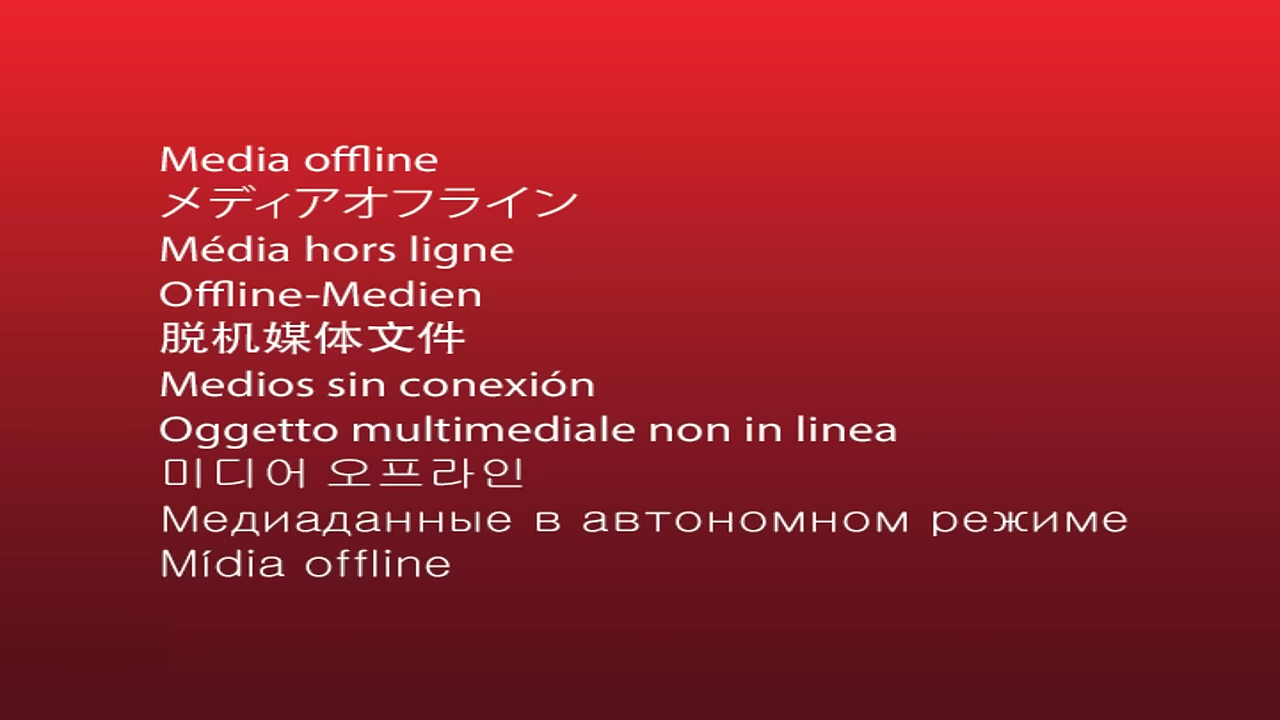 Media offline
メディアオフライン
Média hors ligne
Offline-Medien
脱机媒体文件
Medios sin conexión
Oggetto multimediale non in linea
미디어 오프라인
Медиаданные в автономном режиме
Mídia offline